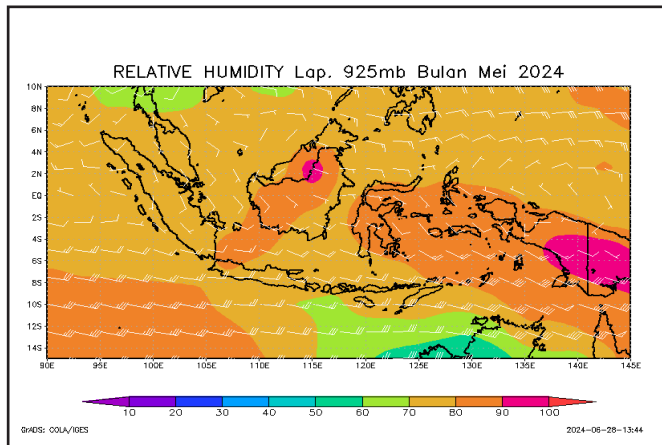 RELATIVE HUMIDITY Lap. 925mb Bulan Mei 2024
10N
8N
6N
4N
2N
EQ
2S
4S
6S
8S
10S
12S
14S
90E 95E 100E 105E 110E 115E 120E 125E 130E 135E 140E 145E
10 20 30 40 50 60 70 80 90 100
GrADS: COLA/IGES 2024-06-28-13:44